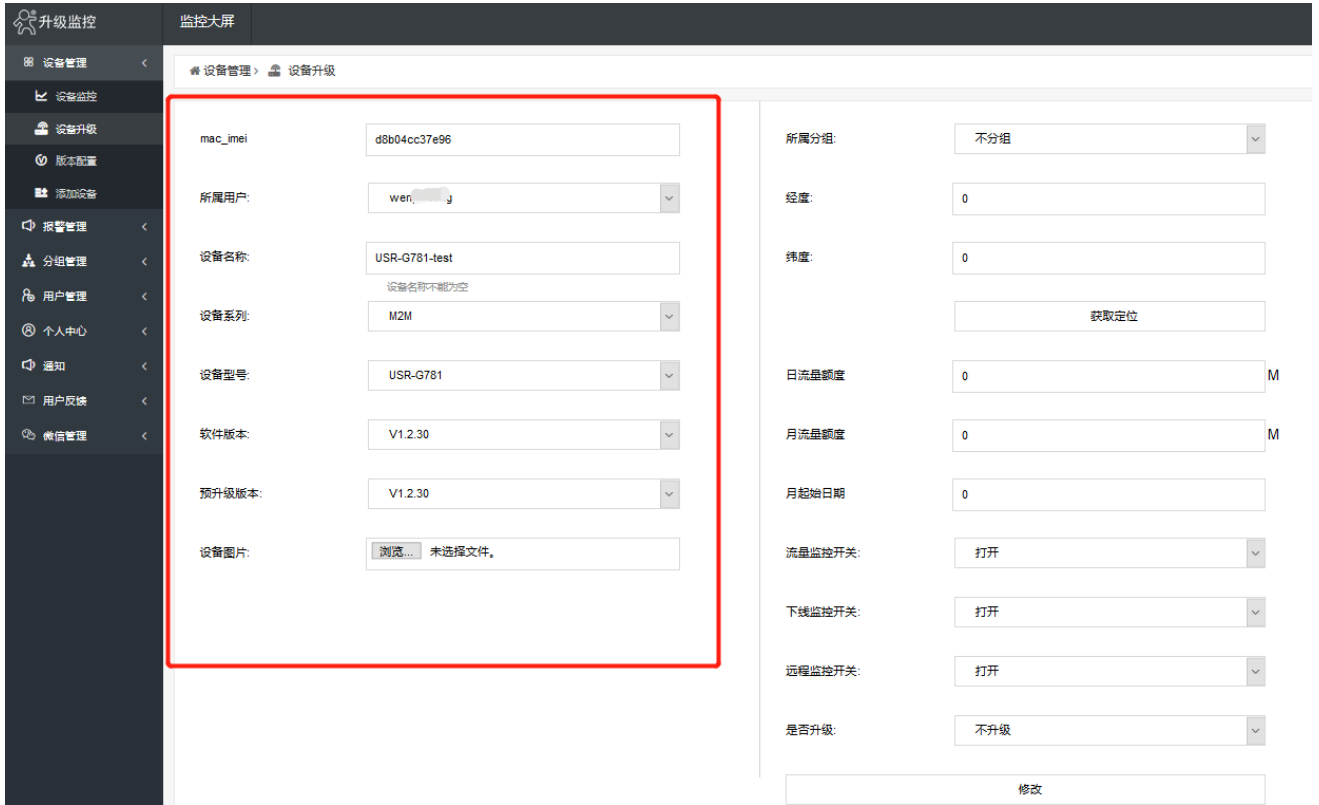 升级监控
监控大屏
设备管理
设备监控
设备升级
版本配置
添加设备
报警管理
分组管理
用户管理
个人中心
通知
用户反馈
微信管理
设备管理> 设备升级
mac_imei d8b04cc37e96
所属用户:
设备名称: USR-G781-test
设备名称不能为空
设备系列: M2M
设备型号: USR-G781
软件版本: V1.2.30
预升级版本: V1.2.30
设备图片: 浏览... 未选择文件。
所属分组: 不分组
经度: 0
纬度: 0
获取定位
日流量额度 0 M
月流量额度 0 M
月起始日期 0
流量监控开关: 打开
下线监控开关: 打开
远程监控开关: 打开
是否升级: 不升级
修改